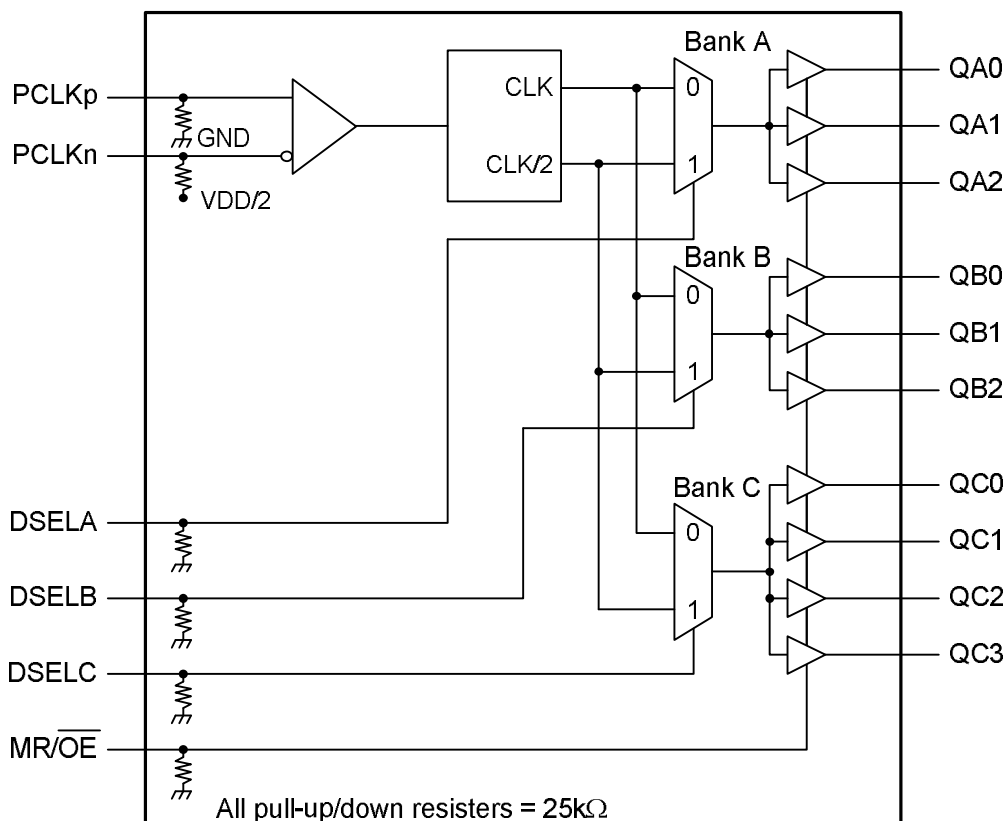 PCLKp
PCLKn
GND
VDD/2
CLK
CLK/2
Bank A
0
1
QA0
QA1
QA2
Bank B
0
1
QB0
QB1
QB2
Bank C
0
1
QC0
QC1
QC2
QC3
DSELA
DSELB
DSELC
MR/O̅E̅
All pull-up/down resisters = 25kΩ